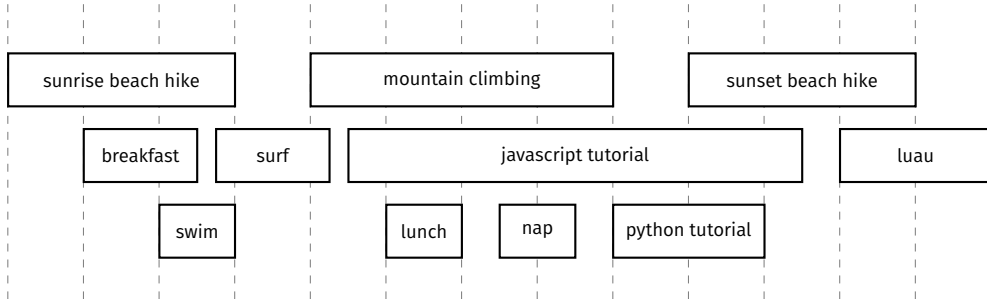 sunrise beach hike
mountain climbing
sunset beach hike
breakfast
surf
javascript tutorial
luau
swim
lunch
nap
python tutorial